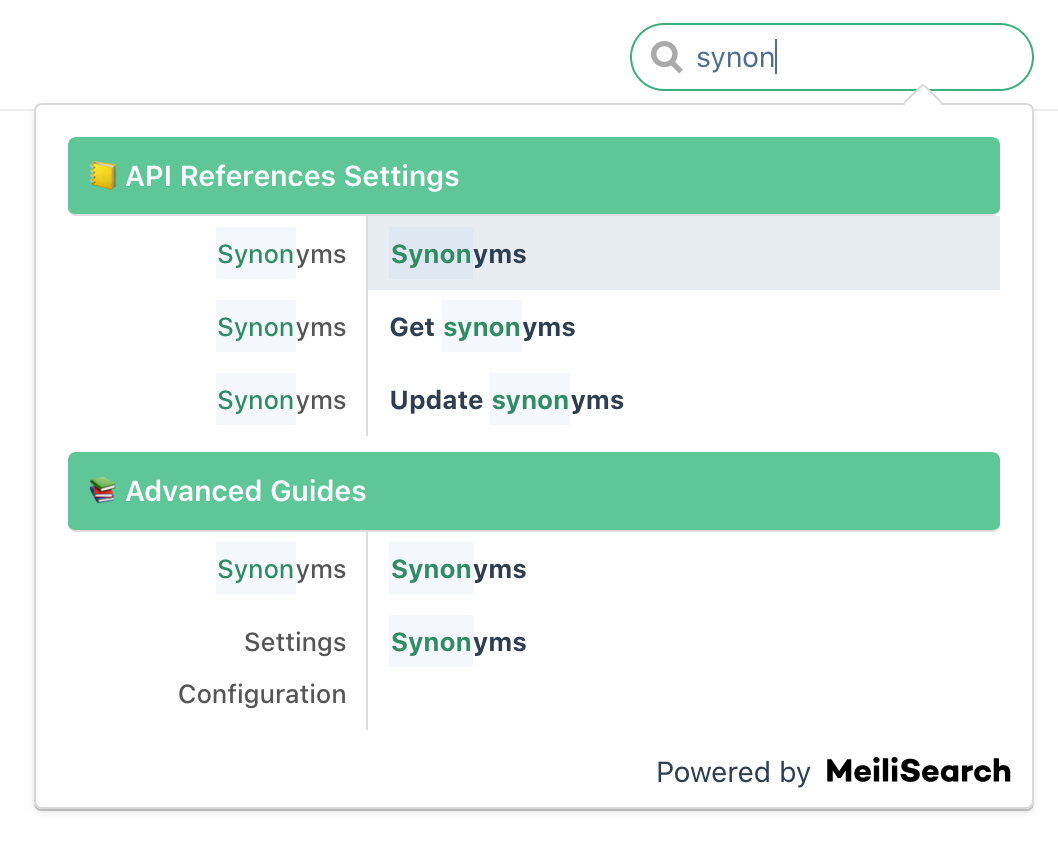 synon
API References Settings
Synonyms Synonyms
Synonyms Get synonyms
Synonyms Update synonyms
Advanced Guides
Synonyms Synonyms
Settings Synonyms
Configuration
Powered by MeiliSearch